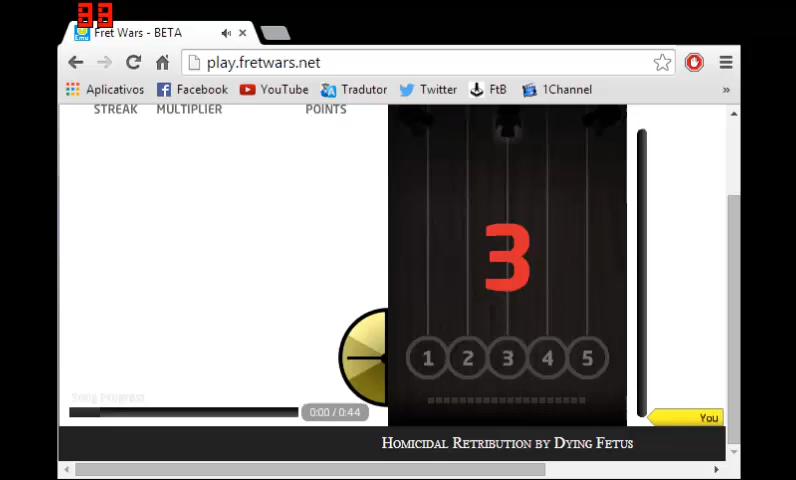 99
Fret Wars - BETA
play.fretwars.net
Aplicativos Facebook YouTube Tradutor Twitter FtB 1Channel »
STREAK MULTIPLIER POINTS
3
1 2 3 4 5
Song Progress
0:00 / 0:44
You
Homicidal Retribution by Dying Fetus